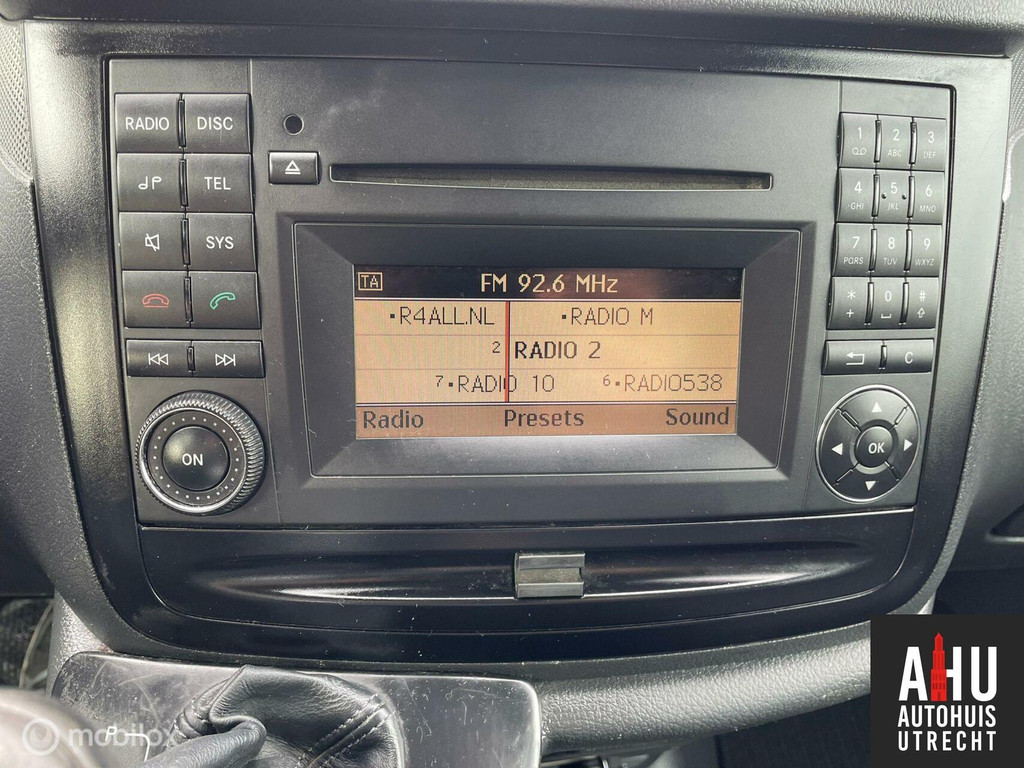 RADIO DISC
TEL
SYS
ON
TA FM 92.6 MHz
•R4ALL.NL •RADIO M
2 RADIO 2
7•RADIO 10 6•RADIO538
Radio Presets Sound
1 2 ABC 3 DEF
4 GHI 5 JKL 6 MNO
7 PQRS 8 TUV 9 WXYZ
* + 0 #
C
OK
P
mobilox
AHU
AUTOHUIS
UTRECHT